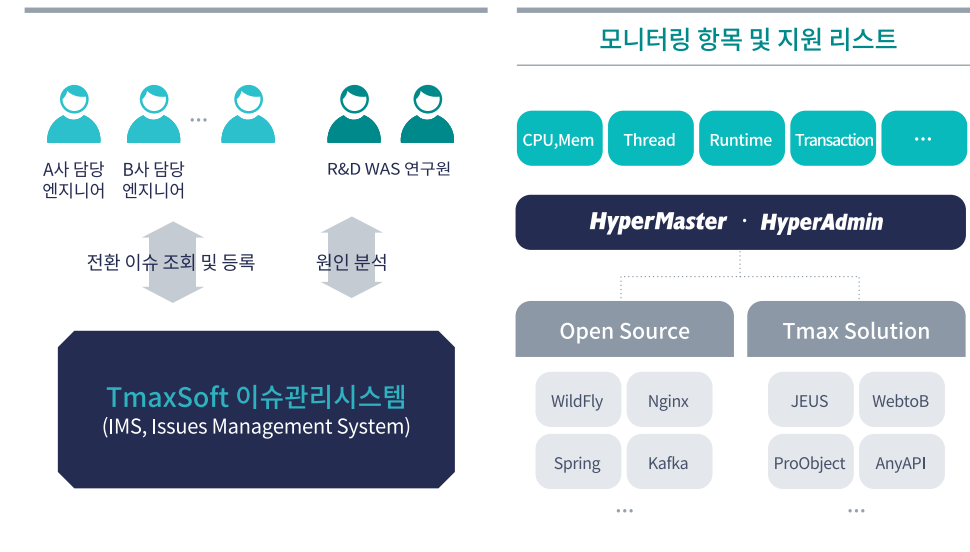 ...
A사 담당
엔지니어
B사 담당
엔지니어
R&D WAS 연구원
전환 이슈 조회 및 등록
원인 분석
TmaxSoft 이슈관리시스템
(IMS, Issues Management System)
모니터링 항목 및 지원 리스트
CPU,Mem
Thread
Runtime
Transaction
...
HyperMaster · HyperAdmin
Open Source
Tmax Solution
WildFly
Nginx
JEUS
WebtoB
Spring
Kafka
ProObject
AnyAPI
...
...